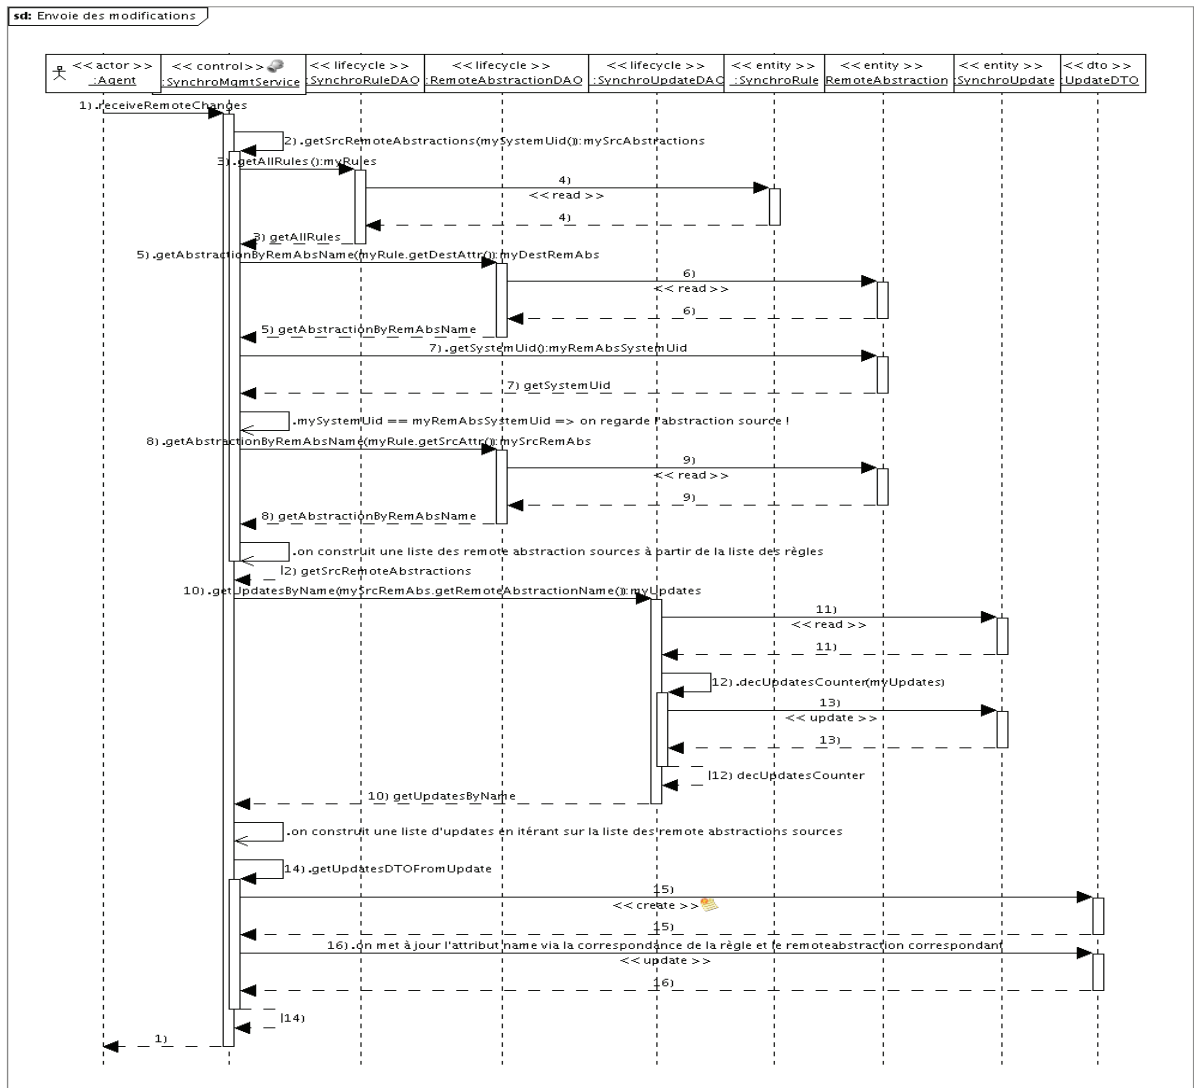 sd: Envoie des modifications
<< actor >>
:Agent
<< control>>
:SynchroMgmtService
<< lifecycle >>
:SynchroRuleDAO
<< lifecycle >>
:RemoteAbstractionDAO
<< lifecycle >>
:SynchroUpdateDAO
<< entity >>
:SynchroRule
<< entity >>
RemoteAbstraction
<< entity >>
:SynchroUpdate
<< dto >>
:UpdateDTO
1).receiveRemoteChanges
2).getSrcRemoteAbstractions(mySystemUid()):mySrcAbstractions
3).getAllRules():myRules
4)
<< read >>
4)
3) getAllRules
5).getAbstractionByRemAbsName(myRule.getDestAttr()):myDestRemAbs
6)
<< read >>
6)
5) getAbstractionByRemAbsName
7).getSystemUid():myRemAbsSystemUid
7) getSystemUid
.mySystemUid == myRemAbsSystemUid => on regarde l'abstraction source !
8).getAbstractionByRemAbsName(myRule.getSrcAttr()):mySrcRemAbs
9)
<< read >>
9)
8) getAbstractionByRemAbsName
.on construit une liste des remote abstraction sources à partir de la liste des règles
2) getSrcRemoteAbstractions
10).getUpdatesByName(mySrcRemAbs.getRemoteAbstractionName()):myUpdates
11)
<< read >>
11)
12).decUpdatesCounter(myUpdates)
13)
<< update >>
13)
12) decUpdatesCounter
10) getUpdatesByName
.on construit une liste d'updates en itérant sur la liste des remote abstractions sources
14).getUpdatesDTOFromUpdate
15)
<< create >>
15)
16).on met à jour l'attribut name via la correspondance de la règle et le remoteabstraction correspondant
<< update >>
16)
14)
1)